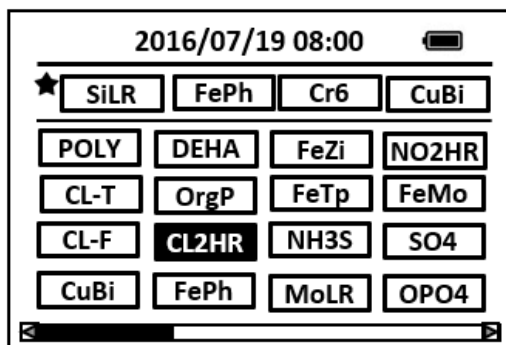 2016/07/19 08:00
SiLR FePh Cr6 CuBi
POLY DEHA FeZi NO2HR
CL-T OrgP FeTp FeMo
CL-F CL2HR NH3S SO4
CuBi FePh MoLR OPO4